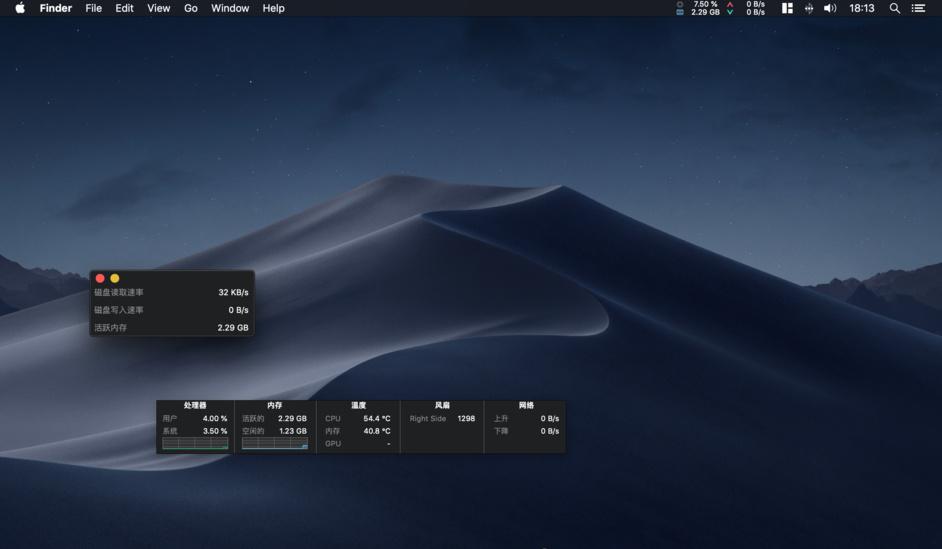 Finder File Edit View Go Window Help
7.50 % 0 B/s
2.29 GB 0 B/s
18:13
磁盘读取速率 32 KB/s
磁盘写入速率 0 B/s
活跃内存 2.29 GB
处理器
用户 4.00 %
系统 3.50 %
内存
活跃的 2.29 GB
空闲的 1.23 GB
温度
CPU 54.4 °C
内存 40.8 °C
GPU -
风扇
Right Side 1298
网络
上升 0 B/s
下降 0 B/s